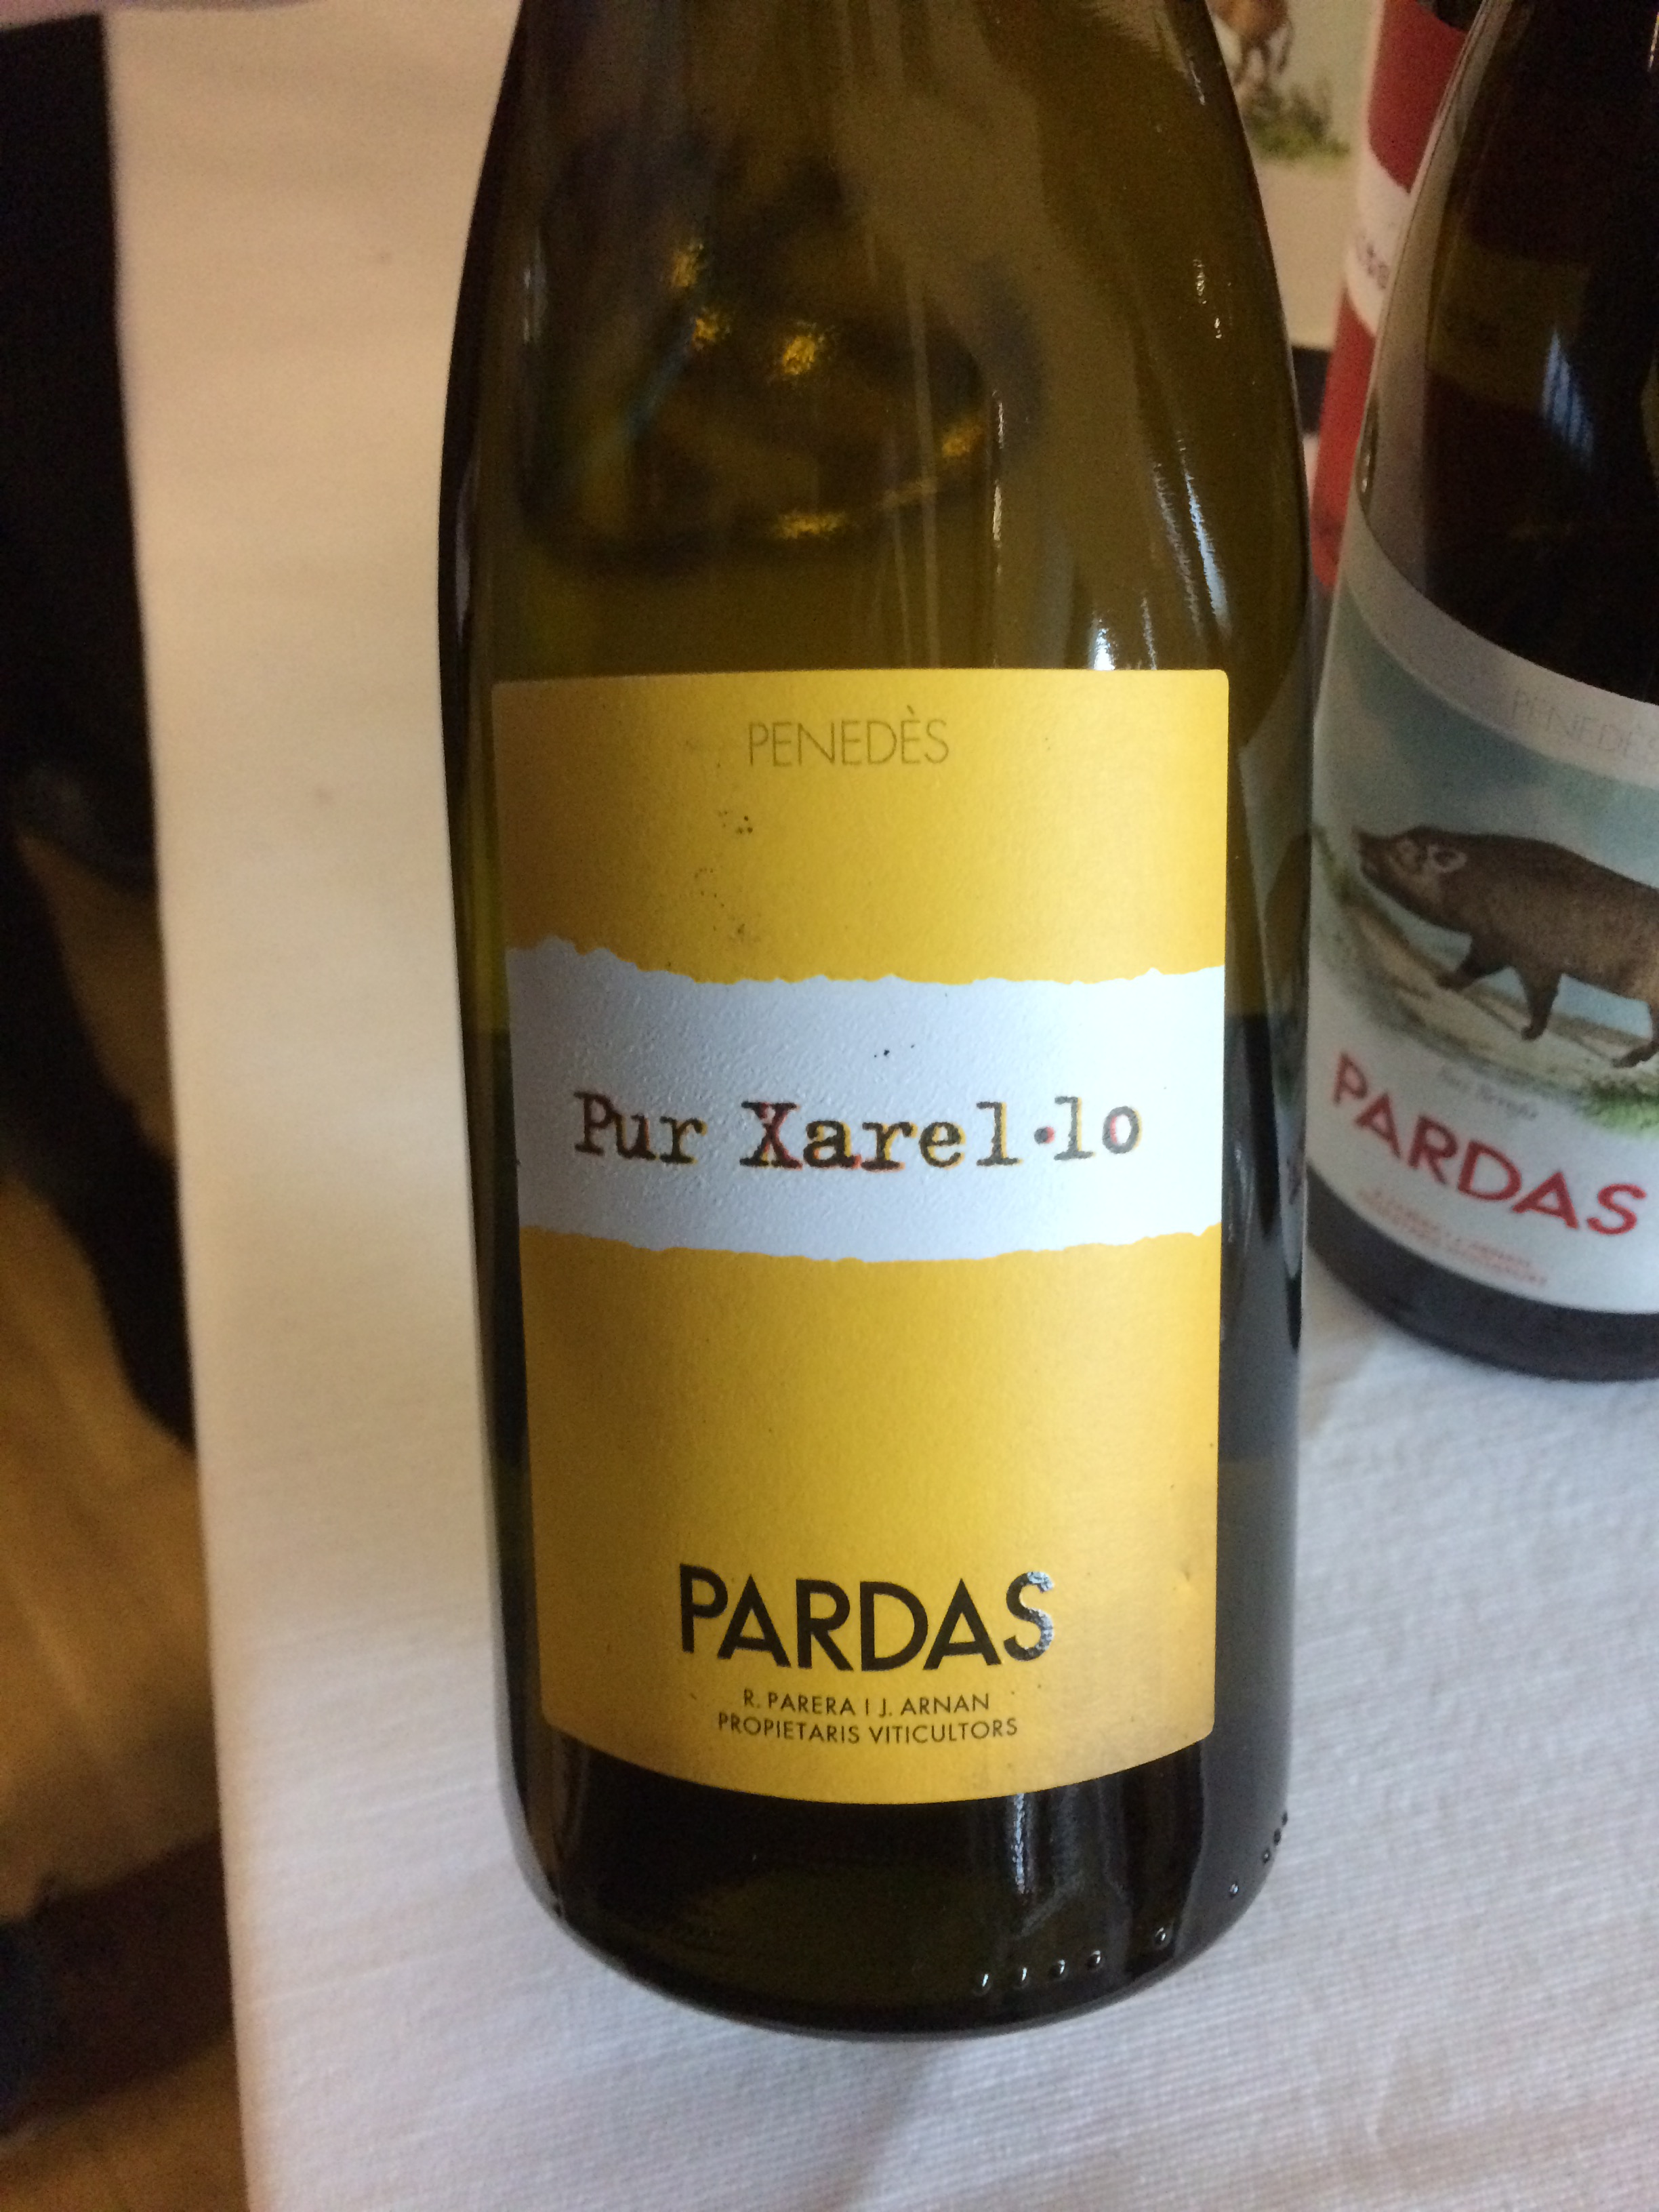 PENEDÈS
Pur Xarel·lo
PARDAS
R. PARERA I J. ARNAN
PROPIETARIS VITICULTORS
PENEDÈS
PARDAS